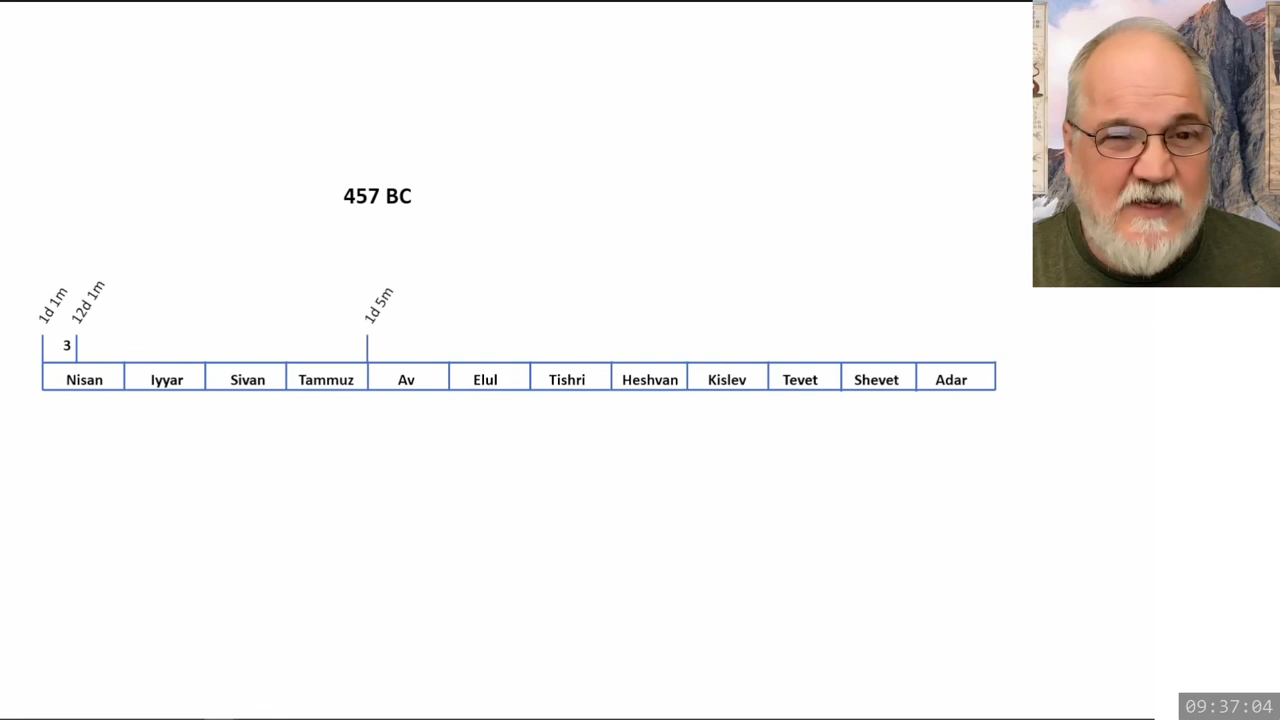 457 BC
1d 1m
12d 1m
1d 5m
3
Nisan Iyyar Sivan Tammuz Av Elul Tishri Heshvan Kislev Tevet Shevet Adar
09:37:04